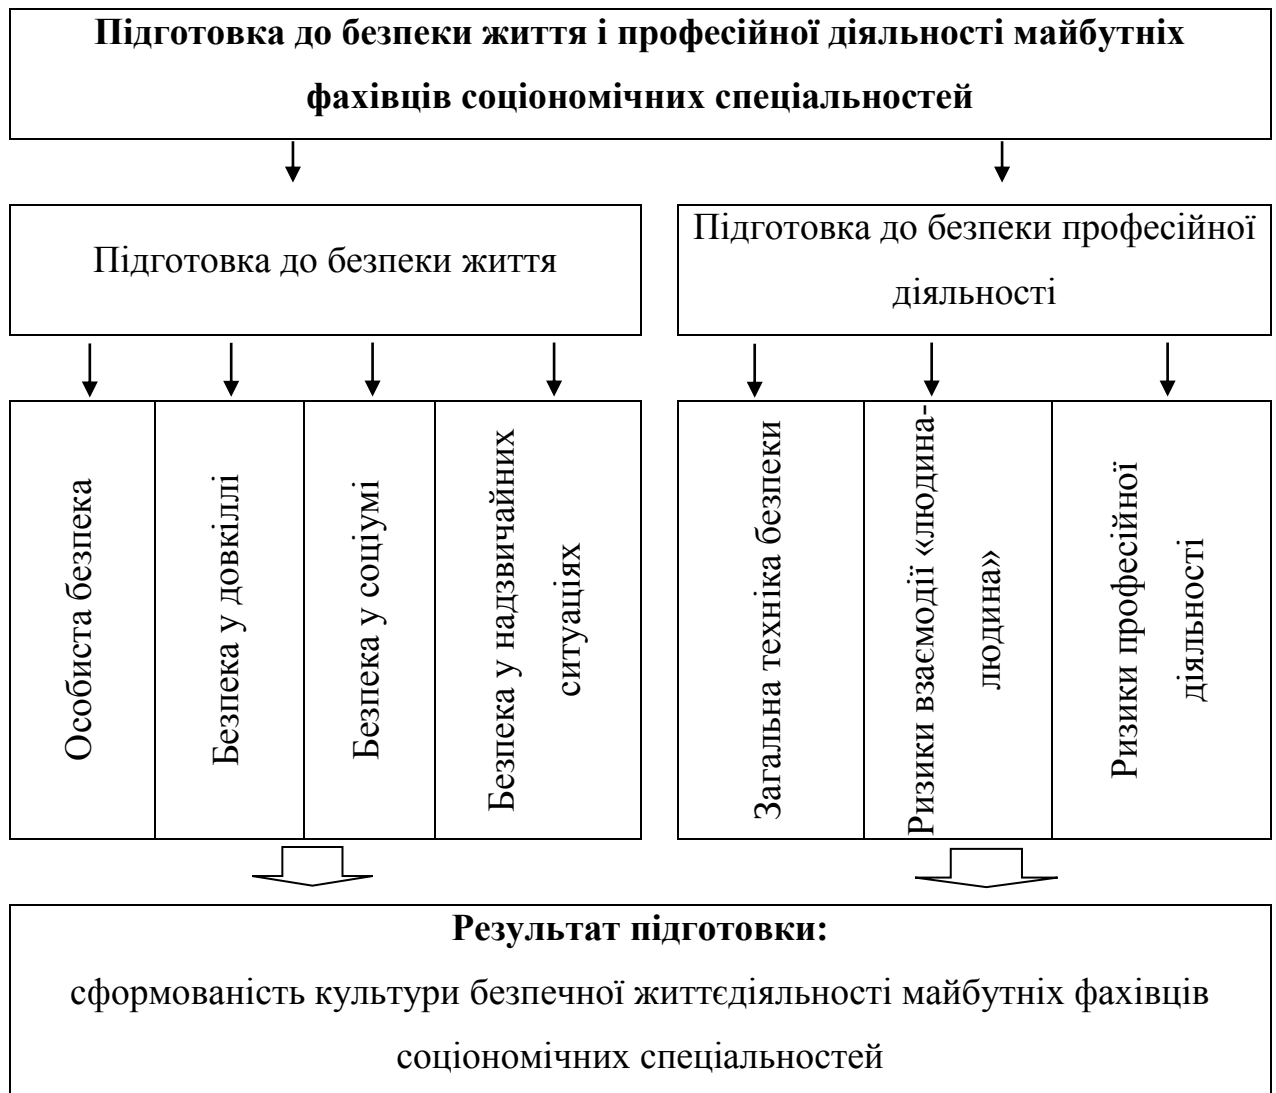 Підготовка до безпеки життя і професійної діяльності майбутніх
фахівців соціономічних спеціальностей
Підготовка до безпеки життя
Підготовка до безпеки професійної
діяльності
Особиста безпека
Безпека у довкіллі
Безпека у соціумі
Безпека у надзвичайних
ситуаціях
Загальна техніка безпеки
Ризики взаємодії «людина-
людина»
Ризики професійної
діяльності
Результат підготовки:
сформованість культури безпечної життєдіяльності майбутніх фахівців
соціономічних спеціальностей